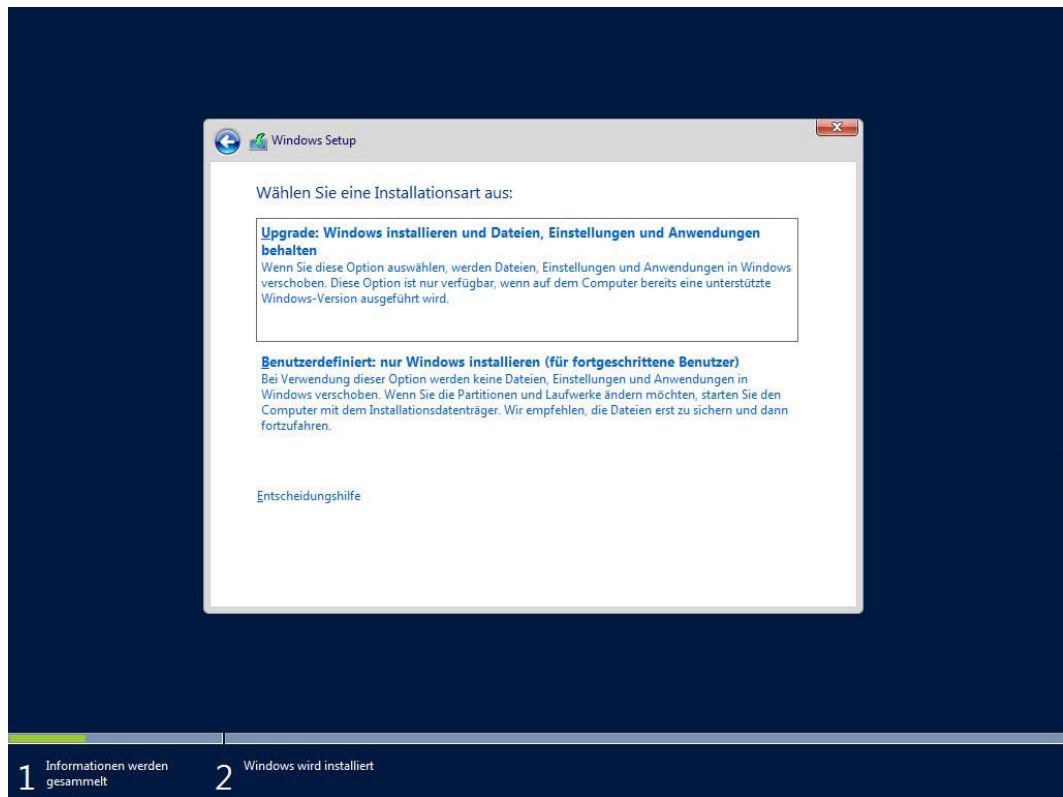 Windows Setup
Wählen Sie eine Installationsart aus:
Upgrade: Windows installieren und Dateien, Einstellungen und Anwendungen
behalten
Wenn Sie diese Option auswählen, werden Dateien, Einstellungen und Anwendungen in Windows
verschoben. Diese Option ist nur verfügbar, wenn auf dem Computer bereits eine unterstützte
Windows-Version ausgeführt wird.
Benutzerdefiniert: nur Windows installieren (für fortgeschrittene Benutzer)
Bei Verwendung dieser Option werden keine Dateien, Einstellungen und Anwendungen in
Windows verschoben. Wenn Sie die Partitionen und Laufwerke ändern möchten, starten Sie den
Computer mit dem Installationsdatenträger. Wir empfehlen, die Dateien erst zu sichern und dann
fortzufahren.
Entscheidungshilfe
1 Informationen werden
gesammelt
2 Windows wird installiert